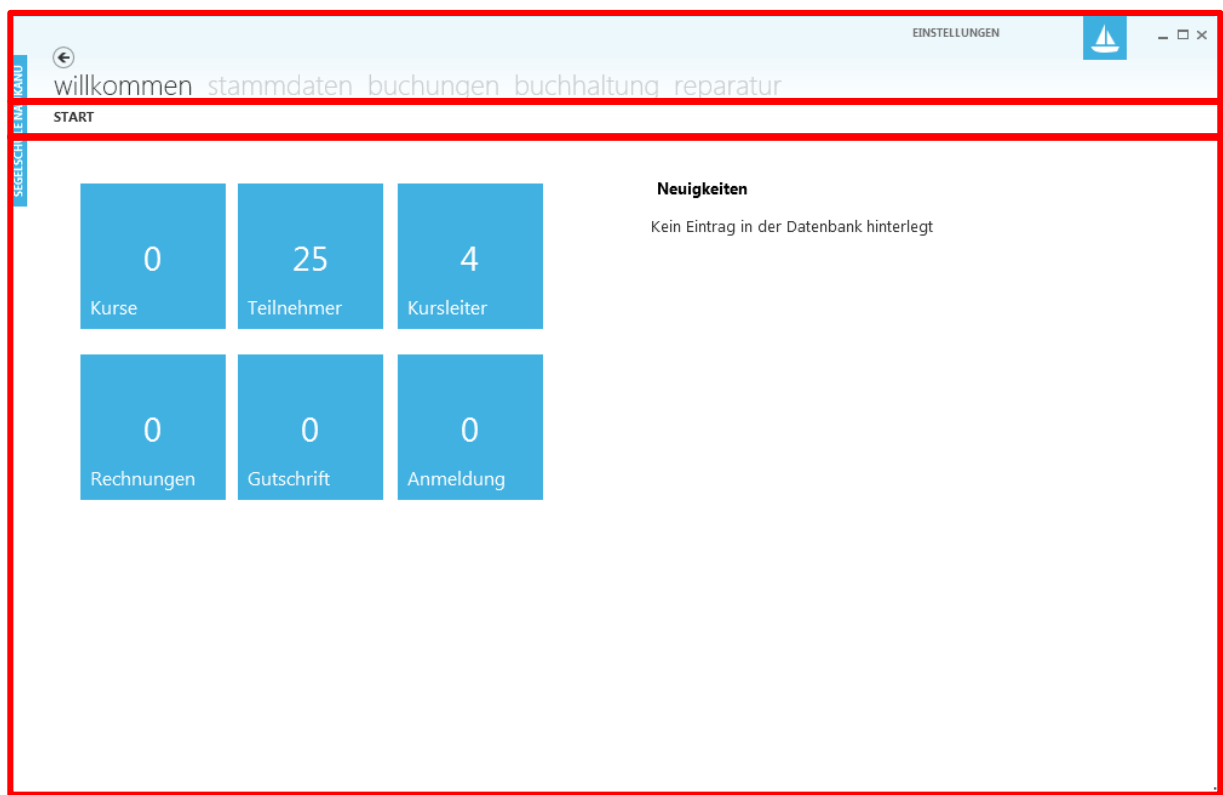 EINSTELLUNGEN
willkommen stammdaten buchungen buchhaltung reparatur
START
SEGELSCHULE
Neuigkeiten
Kein Eintrag in der Datenbank hinterlegt
0 25 4
Kurse Teilnehmer Kursleiter
0 0 0
Rechnungen Gutschrift Anmeldung